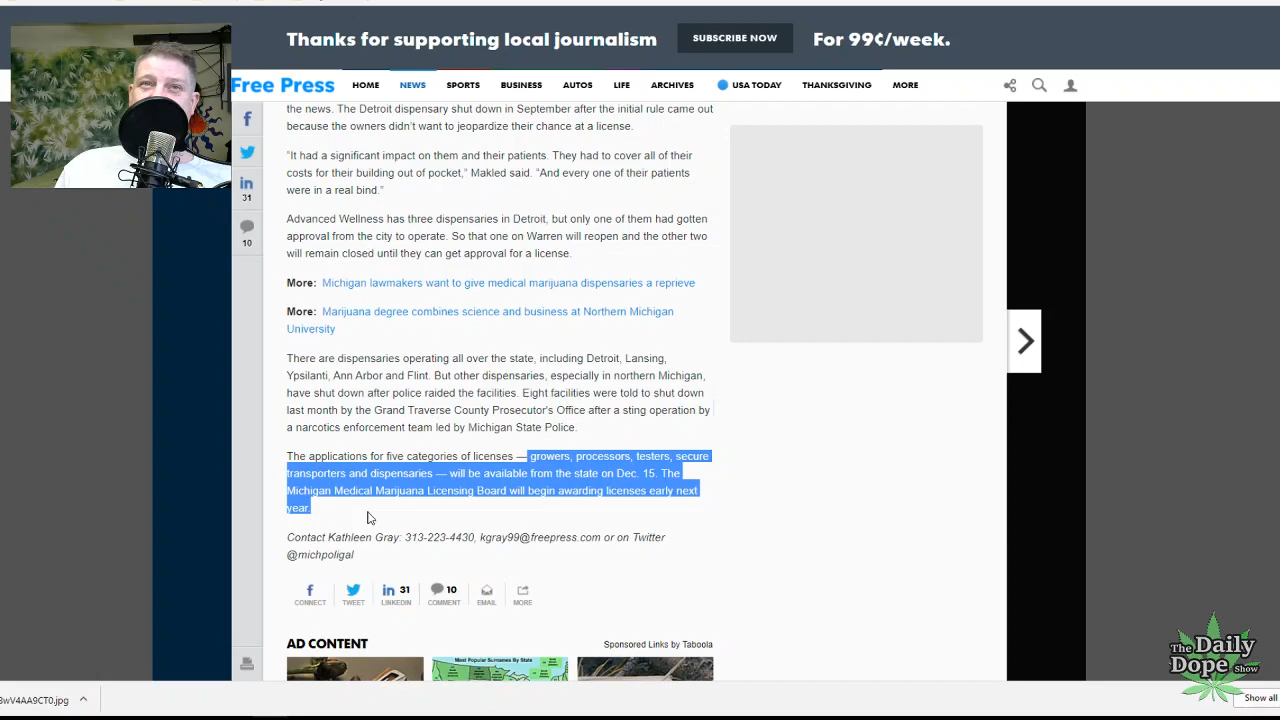 Thanks for supporting local journalism
SUBSCRIBE NOW
For 99¢/week.
Free Press
HOME
NEWS
SPORTS
BUSINESS
AUTOS
LIFE
ARCHIVES
USA TODAY
THANKSGIVING
MORE
the news. The Detroit dispensary shut down in September after the initial rule came out
because the owners didn’t want to jeopardize their chance at a license.
“It had a significant impact on them and their patients. They had to cover all of their
costs for their building out of pocket,” Makled said. “And every one of their patients
were in a real bind.”
31
10
Advanced Wellness has three dispensaries in Detroit, but only one of them had gotten
approval from the city to operate. So that one on Warren will reopen and the other two
will remain closed until they can get approval for a license.
More: Michigan lawmakers want to give medical marijuana dispensaries a reprieve
More: Marijuana degree combines science and business at Northern Michigan
University
There are dispensaries operating all over the state, including Detroit, Lansing,
Ypsilanti, Ann Arbor and Flint. But other dispensaries, especially in northern Michigan,
have shut down after police raided the facilities. Eight facilities were told to shut down
last month by the Grand Traverse County Prosecutor's Office after a sting operation by
a narcotics enforcement team led by Michigan State Police.
The applications for five categories of licenses — growers, processors, testers, secure
transporters and dispensaries — will be available from the state on Dec. 15. The
Michigan Medical Marijuana Licensing Board will begin awarding licenses early next
year.
Contact Kathleen Gray: 313-223-4430, kgray99@freepress.com or on Twitter
@michpoligal
CONNECT
TWEET
31
LINKEDIN
10
COMMENT
EMAIL
MORE
AD CONTENT
Sponsored Links by Taboola
Most Popular Surnames By State
The Daily
Dope Show
3wV4AA9CT0.jpg
Show all